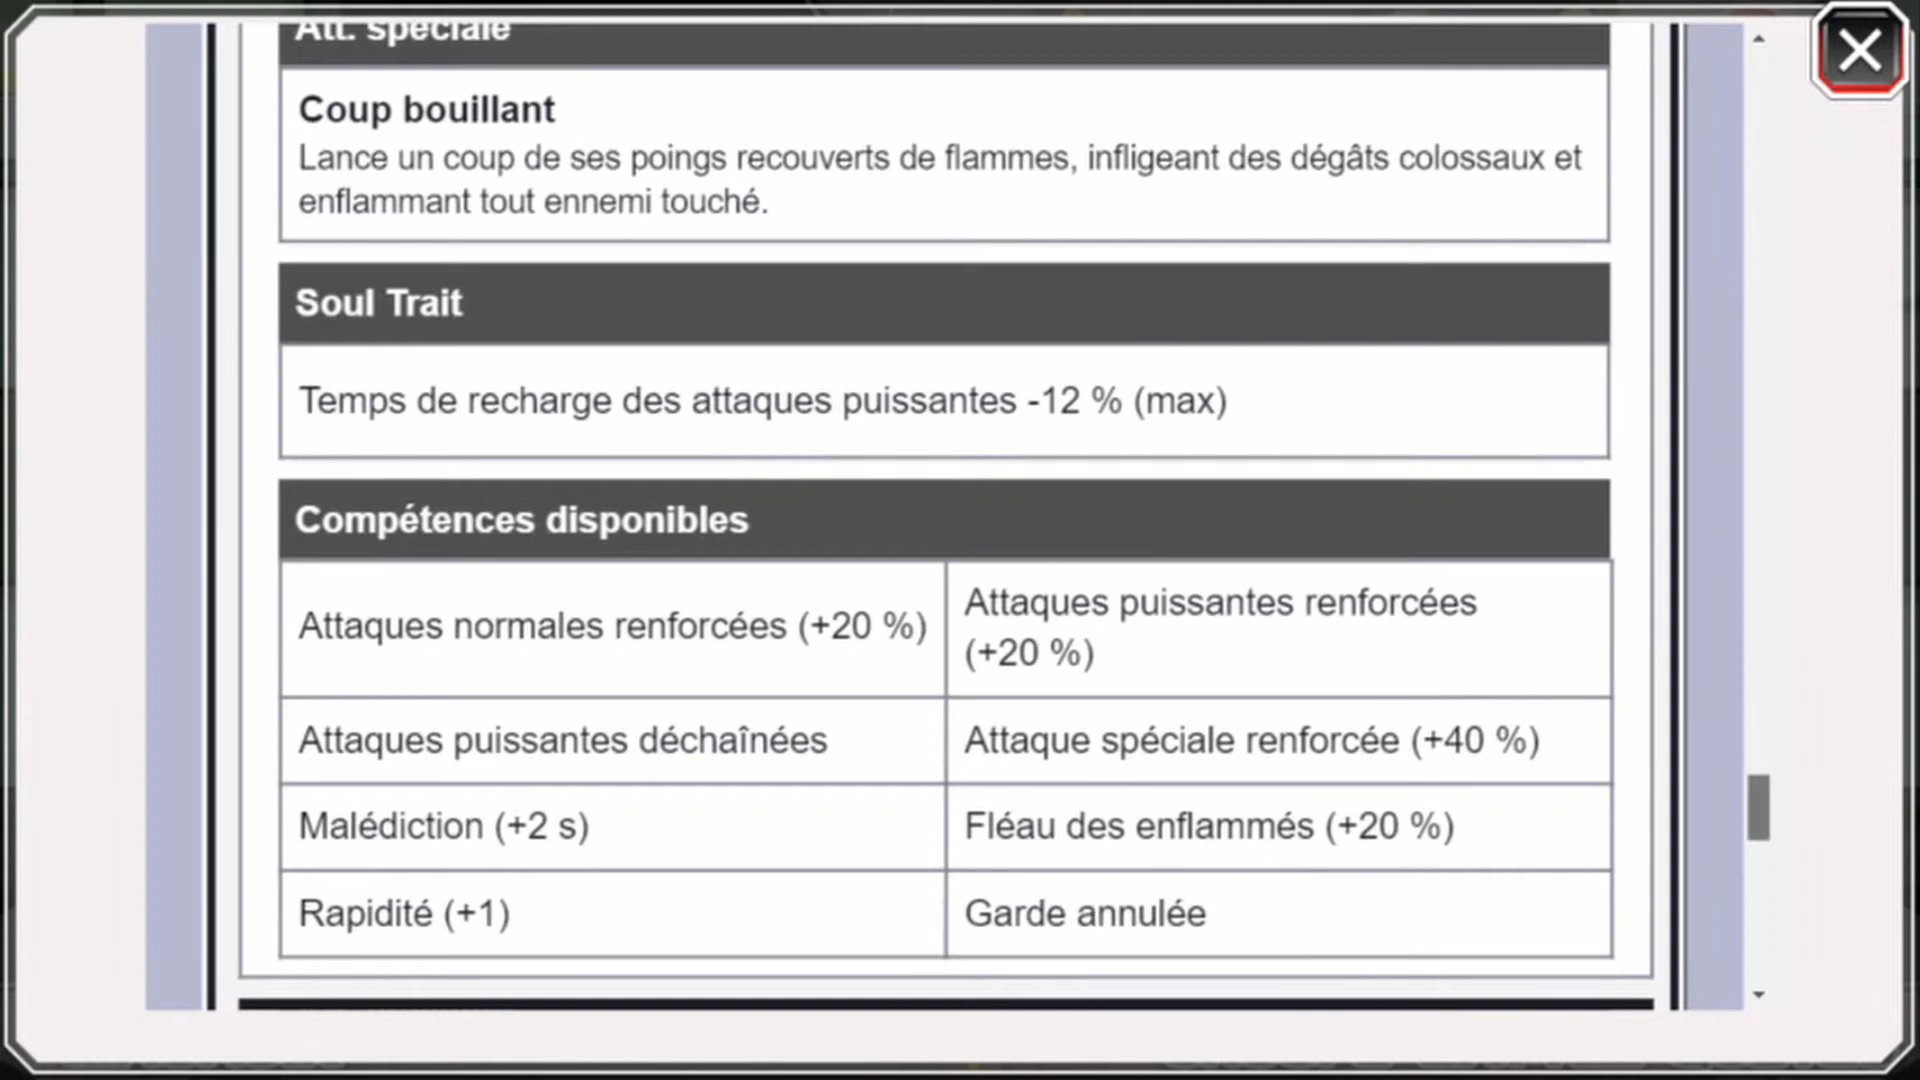 Att. spéciale
Coup bouillant
Lance un coup de ses poings recouverts de flammes, infligeant des dégâts colossaux et
enflammant tout ennemi touché.
Soul Trait
Temps de recharge des attaques puissantes -12 % (max)
Compétences disponibles
Attaques normales renforcées (+20 %)
Attaques puissantes renforcées
(+20 %)
Attaques puissantes déchaînées
Attaque spéciale renforcée (+40 %)
Malédiction (+2 s)
Fléau des enflammés (+20 %)
Rapidité (+1)
Garde annulée